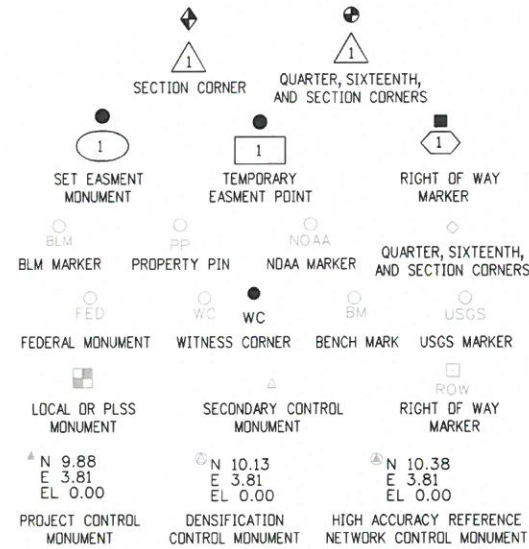 1
1
SECTION CORNER
QUARTER, SIXTEENTH,
AND SECTION CORNERS
1
1
1
SET EASMENT
MONUMENT
TEMPORARY
EASMENT POINT
RIGHT OF WAY
MARKER
BLM
PP
NOAA
BLM MARKER
PROPERTY PIN
NOAA MARKER
QUARTER, SIXTEENTH,
AND SECTION CORNERS
FED
WC
WC
BM
USGS
FEDERAL MONUMENT
WITNESS CORNER
BENCH MARK
USGS MARKER
ROW
LOCAL OR PLSS
MONUMENT
SECONDARY CONTROL
MONUMENT
RIGHT OF WAY
MARKER
N 9.88
E 3.81
EL 0.00
N 10.13
E 3.81
EL 0.00
N 10.38
E 3.81
EL 0.00
PROJECT CONTROL
MONUMENT
DENSIFICATION
CONTROL MONUMENT
HIGH ACCURACY REFERENCE
NETWORK CONTROL MONUMENT